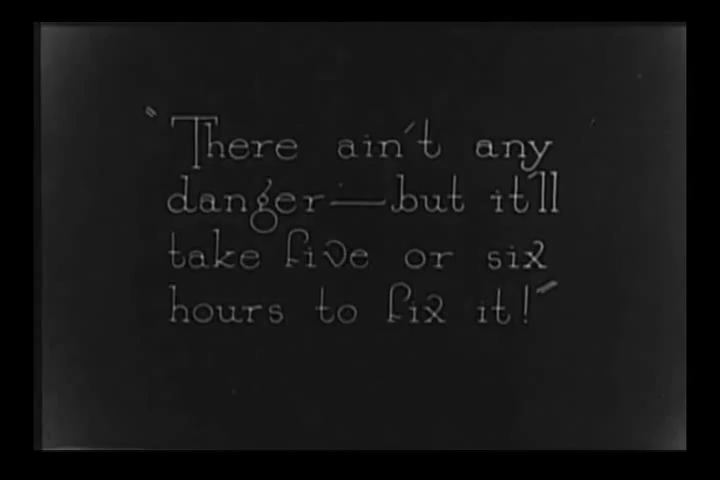 "There ain't any
danger—but it'll
take five or six
hours to fix it!"